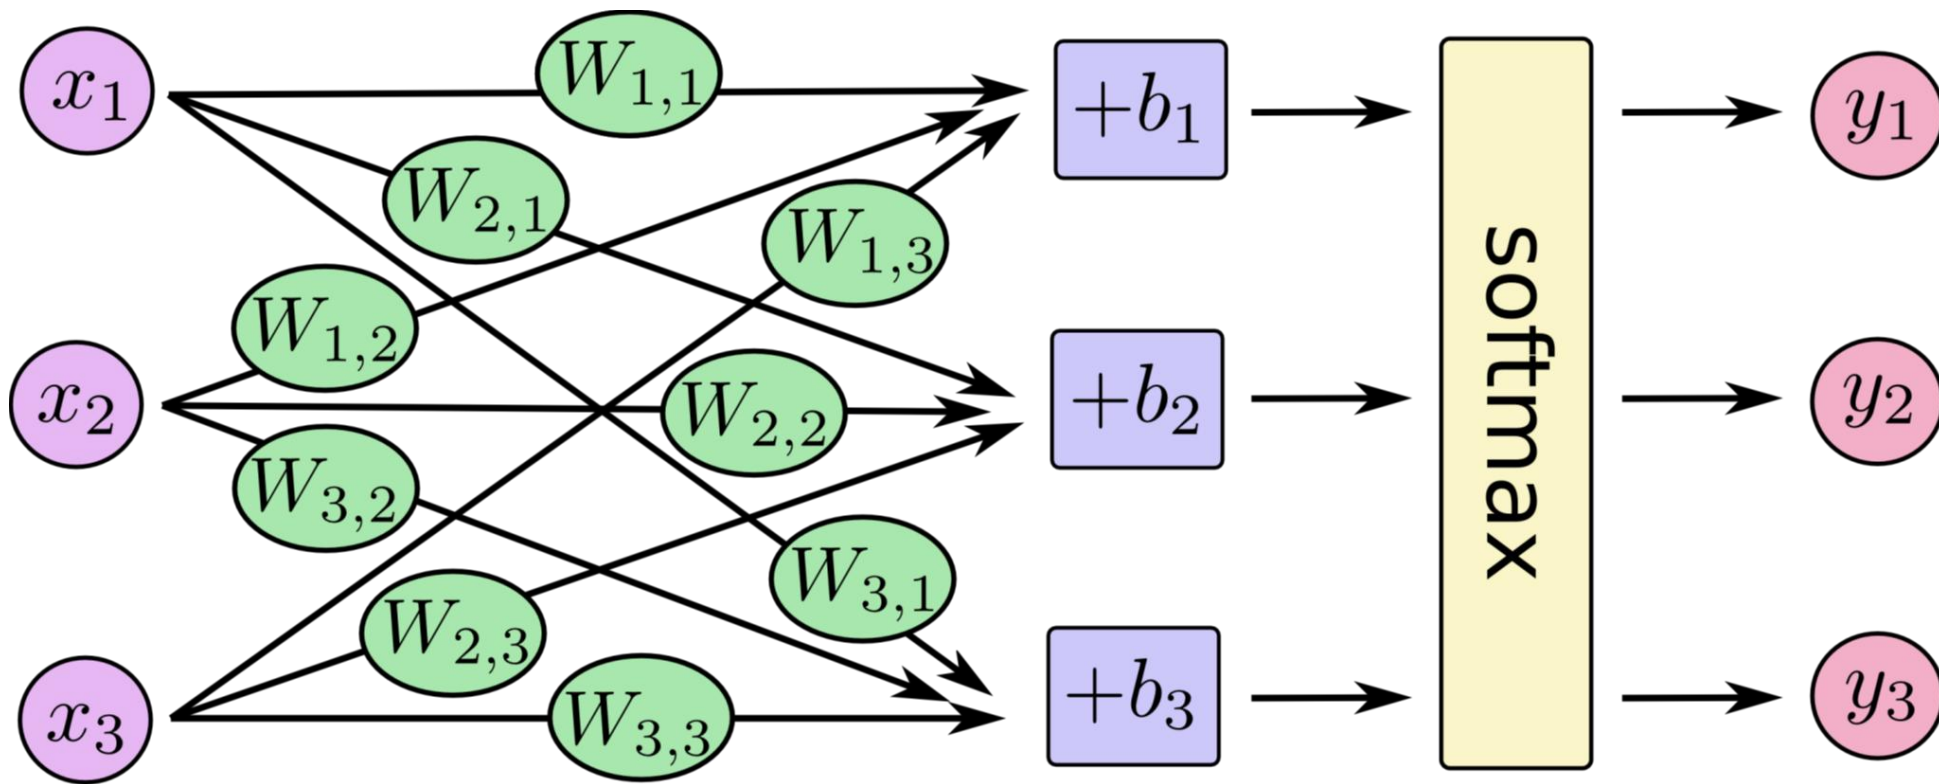 x₁
W₁,₁
+b₁
y₁
W₂,₁
W₁,₃
W₁,₂
x₂
W₂,₂
+b₂
softmax
y₂
W₃,₂
W₃,₁
W₂,₃
x₃
W₃,₃
+b₃
y₃